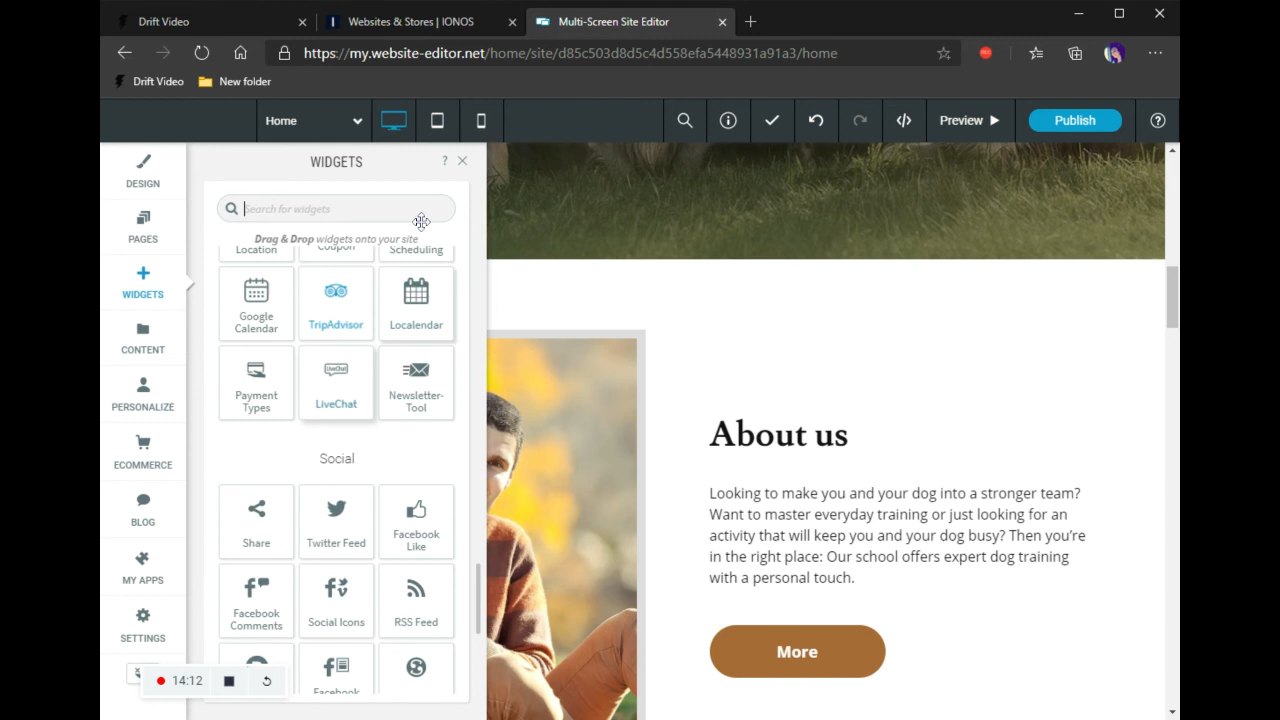 Drift Video
Websites & Stores | IONOS
Multi-Screen Site Editor
https://my.website-editor.net/home/site/d85c503d8d5c4d558efa5448931a91a3/home
Drift Video
New folder
Home
Preview
Publish
DESIGN
PAGES
WIDGETS
CONTENT
PERSONALIZE
ECOMMERCE
BLOG
MY APPS
SETTINGS
WIDGETS
?
Search for widgets
Drag & Drop widgets onto your site
Location
Coupon
Scheduling
Google
Calendar
TripAdvisor
Localendar
Payment
Types
LiveChat
LiveChat
Newsletter-
Tool
Social
Share
Twitter Feed
Facebook
Like
Facebook
Comments
Social Icons
RSS Feed
Facebook
14:12
About us
Looking to make you and your dog into a stronger team?
Want to master everyday training or just looking for an
activity that will keep you and your dog busy? Then you're
in the right place: Our school offers expert dog training
with a personal touch.
More